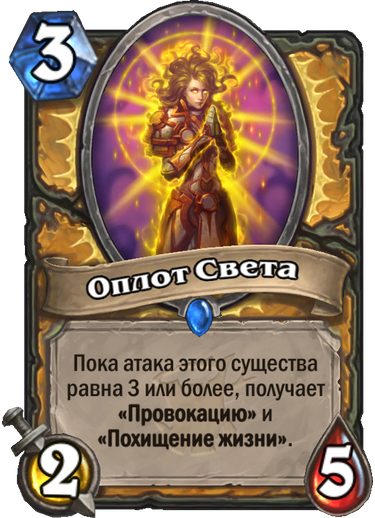 3
Оплот Света
Пока атака этого существа
равна 3 или более, получает
«Провокацию» и
«Похищение жизни».
2
5